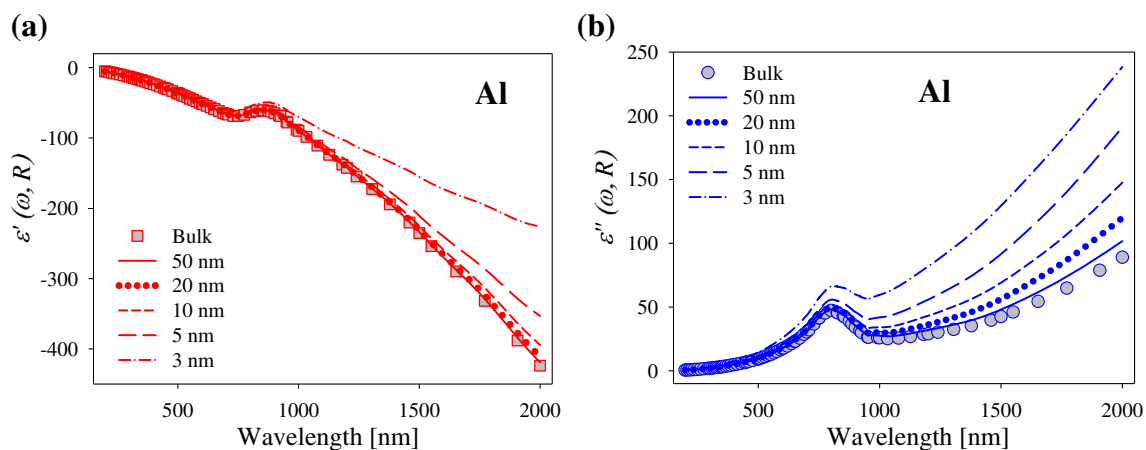 (a)
Al
0
-100
-200
-300
-400
ε' (ω, R)
Bulk
50 nm
20 nm
10 nm
5 nm
3 nm
500
1000
1500
2000
Wavelength [nm]
(b)
Al
250
200
150
100
50
0
ε'' (ω, R)
Bulk
50 nm
20 nm
10 nm
5 nm
3 nm
500
1000
1500
2000
Wavelength [nm]